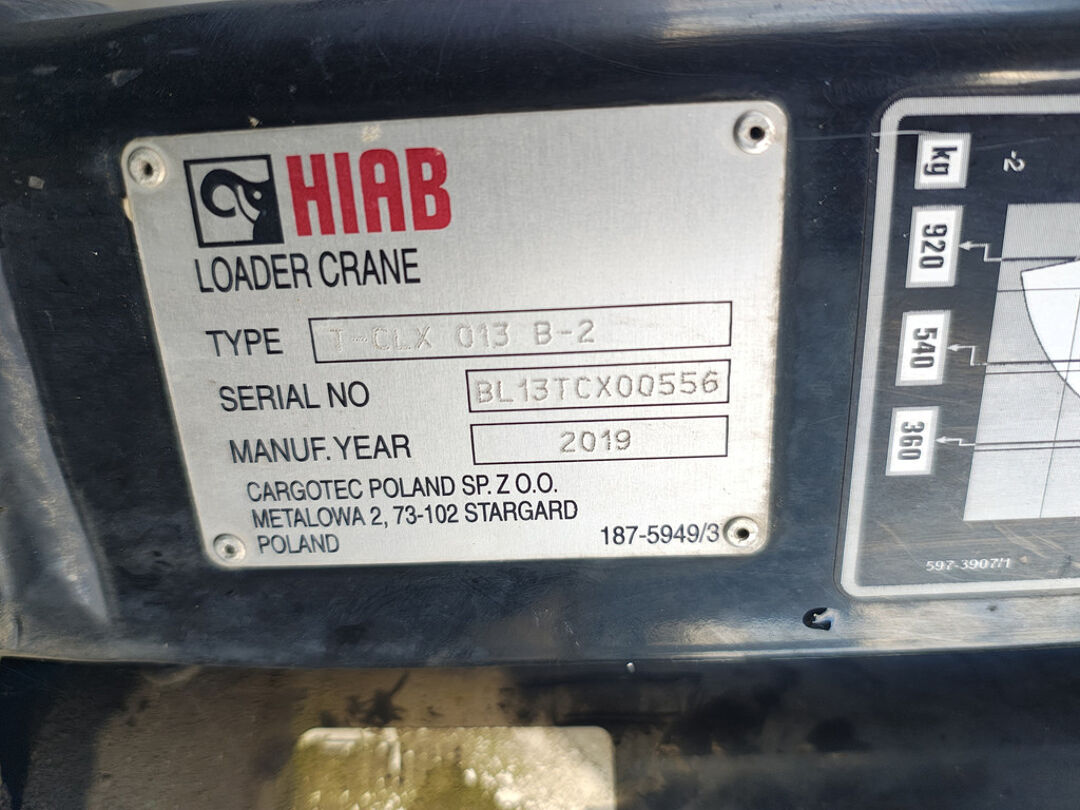 HIAB
LOADER CRANE
TYPE T-CLX 013 B-2
SERIAL NO BL13TCX00556
MANUF. YEAR 2019
CARGOTEC POLAND SP. Z O.O.
METALOWA 2, 73-102 STARGARD
POLAND 187-5949/3
kg -2
920
540
360
597-3907/1